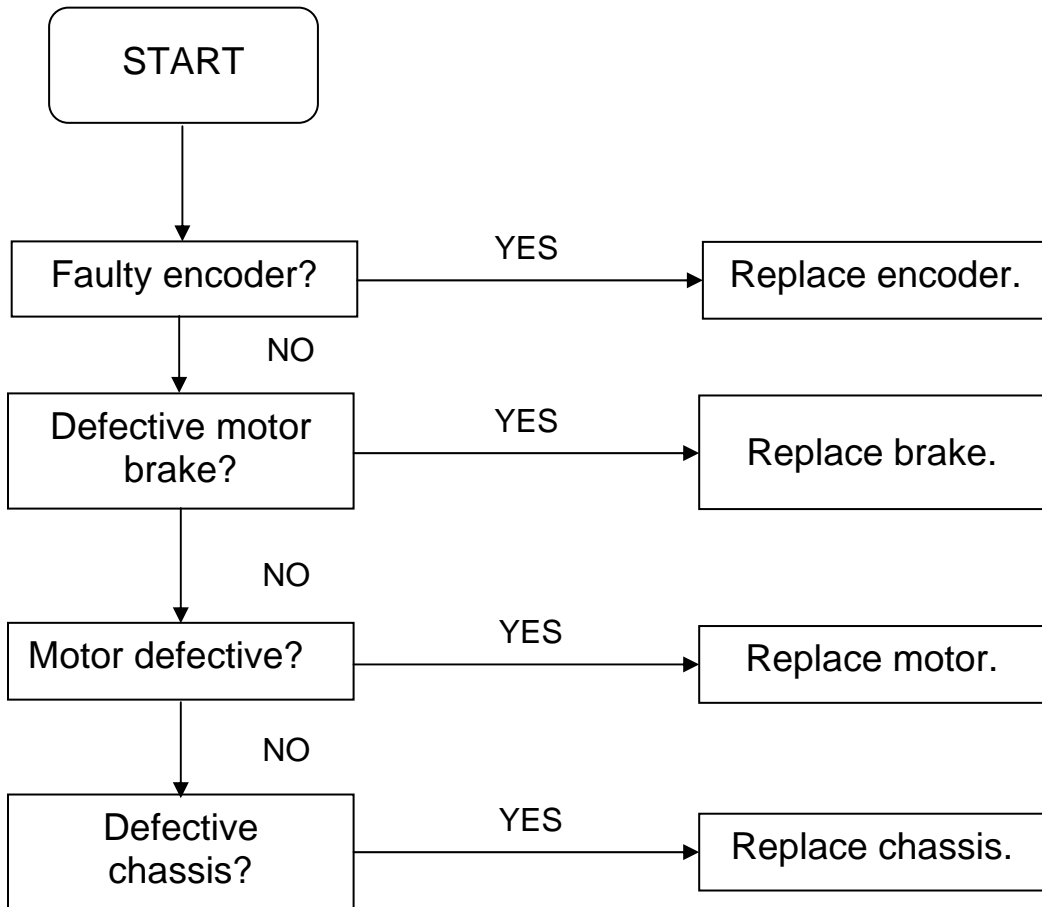 START
Faulty encoder?
YES
Replace encoder.
NO
Defective motor
brake?
YES
Replace brake.
NO
Motor defective?
YES
Replace motor.
NO
Defective
chassis?
YES
Replace chassis.